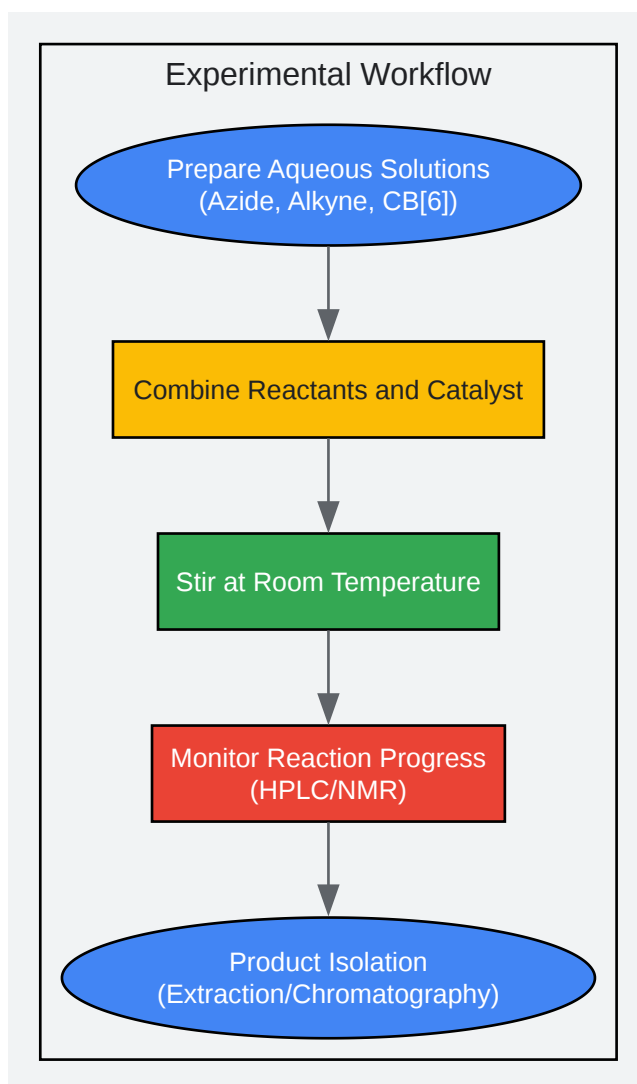 Experimental Workflow
Prepare Aqueous Solutions
(Azide, Alkyne, CB[6])
Combine Reactants and Catalyst
Stir at Room Temperature
Monitor Reaction Progress
(HPLC/NMR)
Product Isolation
(Extraction/Chromatography)